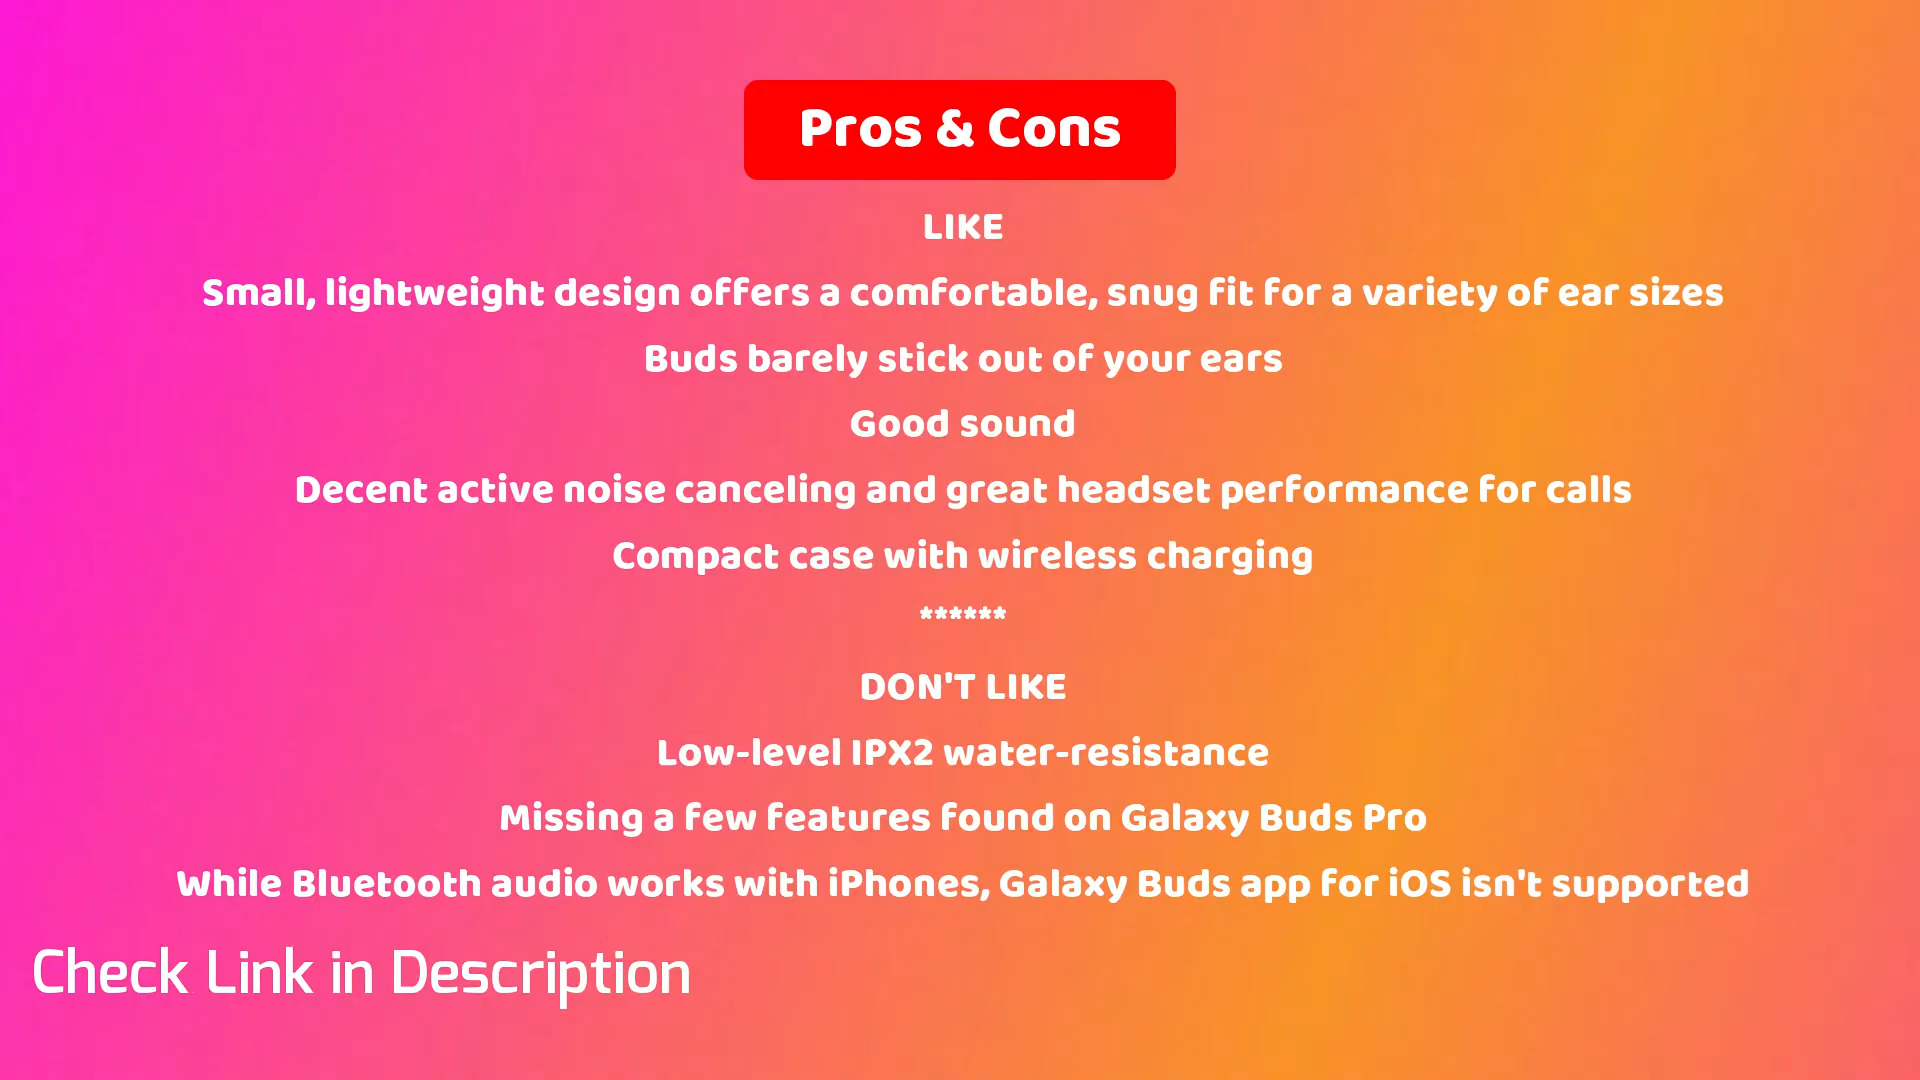 Pros & Cons
LIKE
Small, lightweight design offers a comfortable, snug fit for a variety of ear sizes
Buds barely stick out of your ears
Good sound
Decent active noise canceling and great headset performance for calls
Compact case with wireless charging
******
DON'T LIKE
Low-level IPX2 water-resistance
Missing a few features found on Galaxy Buds Pro
While Bluetooth audio works with iPhones, Galaxy Buds app for iOS isn't supported
Check Link in Description